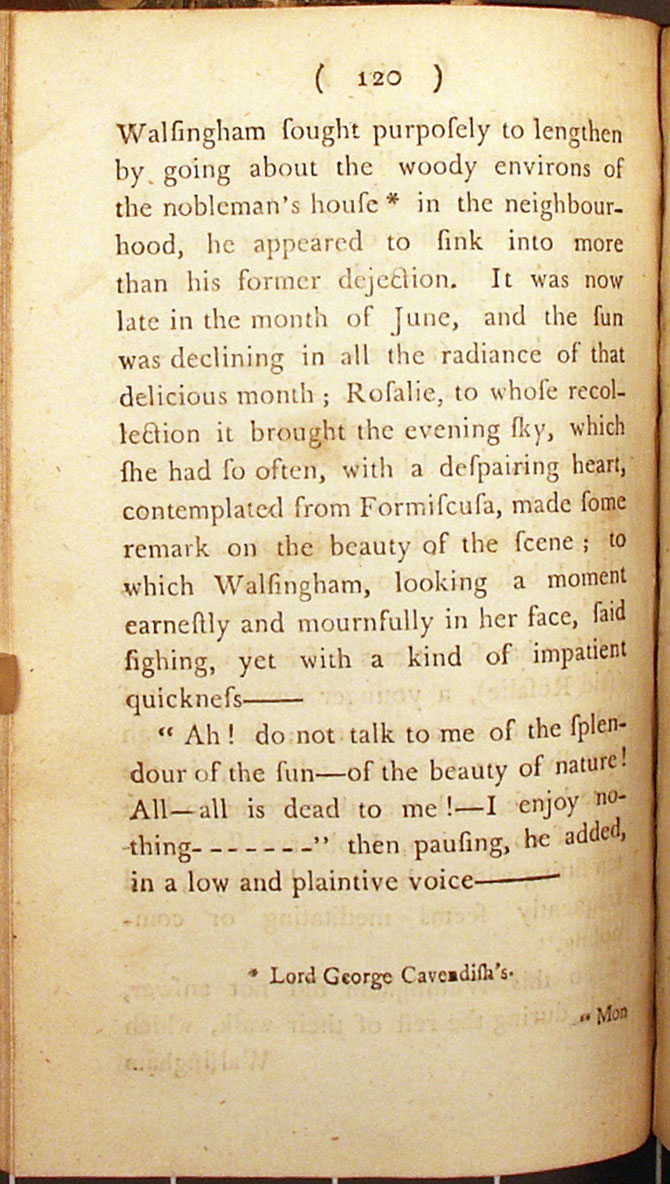 ( 120 )
Walſingham ſought purpoſely to lengthen
by going about the woody environs of
the nobleman's houſe * in the neighbour-
hood, he appeared to ſink into more
than his former dejection. It was now
late in the month of June, and the ſun
was declining in all the radiance of that
delicious month ; Roſalie, to whoſe recol-
lection it brought the evening ſky, which
ſhe had ſo often, with a deſpairing heart,
contemplated from Formiſcuſa, made ſome
remark on the beauty of the ſcene ; to
which Walſingham, looking a moment
earneſtly and mournfully in her face, ſaid
ſighing, yet with a kind of impatient
quickneſs——
“ Ah ! do not talk to me of the ſplen-
dour of the ſun—of the beauty of nature!
All—all is dead to me !—I enjoy no-
thing- - - - - - -” then pauſing, he added,
in a low and plaintive voice———
* Lord George Cavendiſh's.
“ Mon